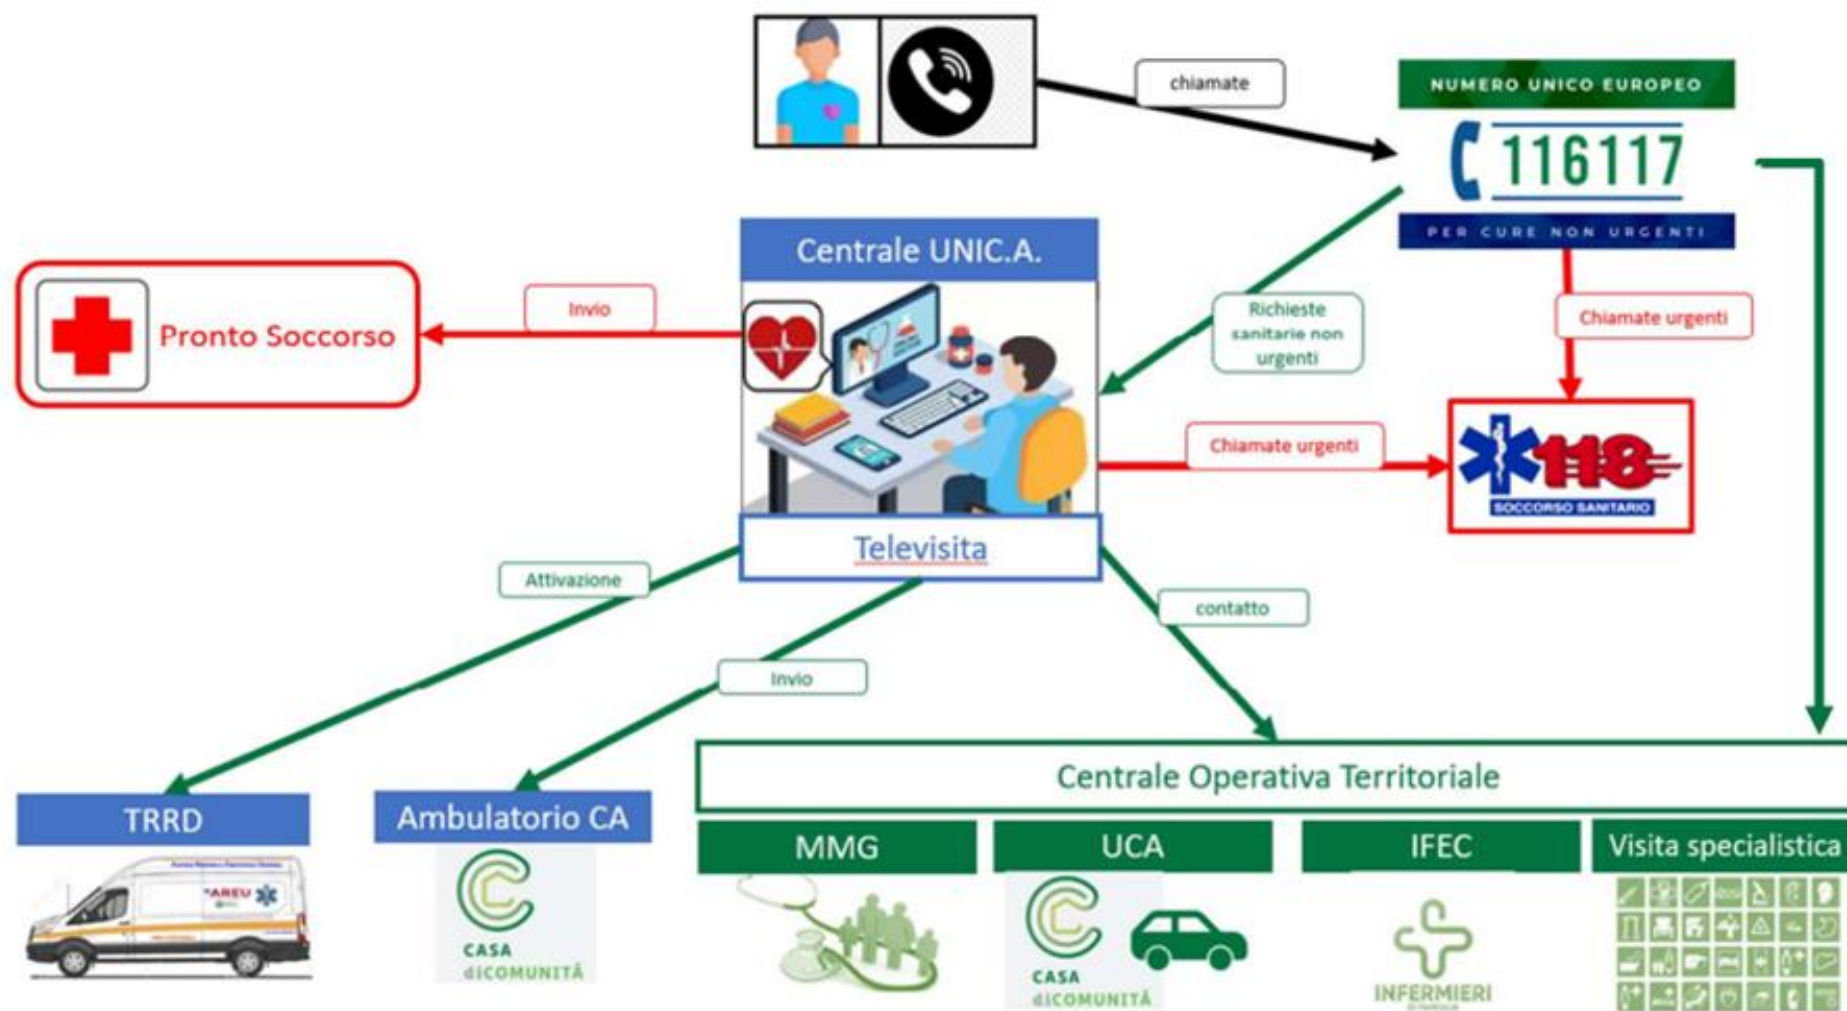 chiamate
NUMERO UNICO EUROPEO
116117
PER CURE NON URGENTI
Centrale UNIC.A.
Invio
Pronto Soccorso
Richieste
sanitarie non
urgenti
Chiamate urgenti
Chiamate urgenti
118
SOCCORSO SANITARIO
Televisita
Attivazione
contatto
Invio
Centrale Operativa Territoriale
TRRD
Ambulatorio CA
MMG
UCA
IFEC
Visita specialistica
AREU
CASA
diCOMUNITÀ
CASA
diCOMUNITÀ
INFERMIERI